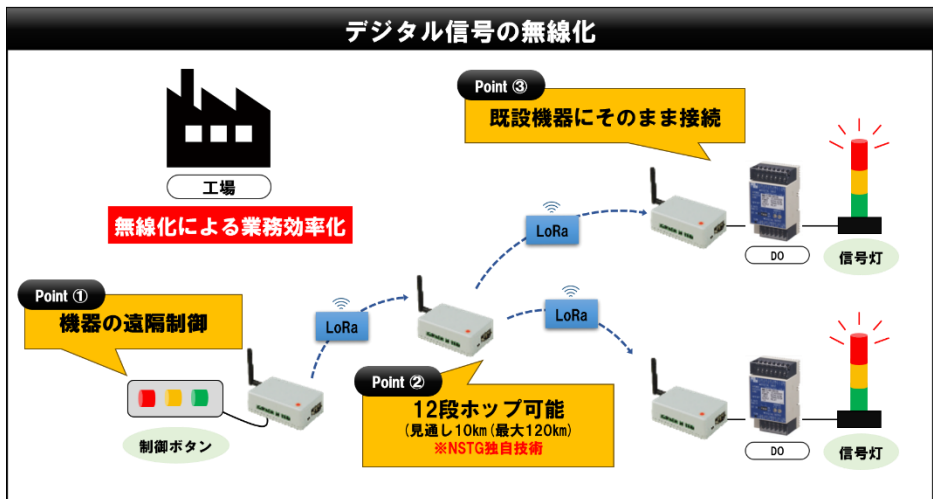 デジタル信号の無線化
Point ③
既設機器にそのまま接続
工場
無線化による業務効率化
LoRa
DO
信号灯
Point ①
機器の遠隔制御
LoRa
LoRa
Point ②
12段ホップ可能
(見通し10km(最大120km)
※NSTG独自技術
制御ボタン
DO
信号灯